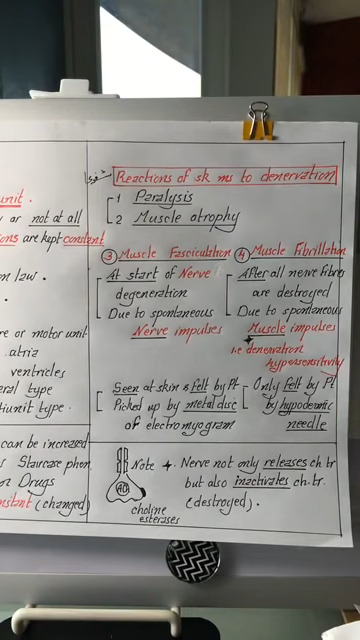 Reactions of sk ms to denervation
1 Paralysis
2 Muscle atrophy
③ Muscle Fasciculation
At start of Nerve
degeneration
Due to spontaneous
Nerve impulses
Seen at skin & felt by Pt
Picked up by metal disc
of electromyogram
④ Muscle Fibrillation
After all nerve fibres
are destroyed
Due to spontaneous
Muscle impulses
i.e denervation
hypersensitivity
Only felt by Pt
by hypodermic
needle
Note Nerve not only releases ch tr
but also inactivates ch. tr.
(destroyed).
choline
esterases
unit.
or not at all
ions are kept constant
law.
re or motor unit
atria
ventricles
eral type
tiunit type.
can be increased
s Staircase phen
or Drugs
nstant (changed)